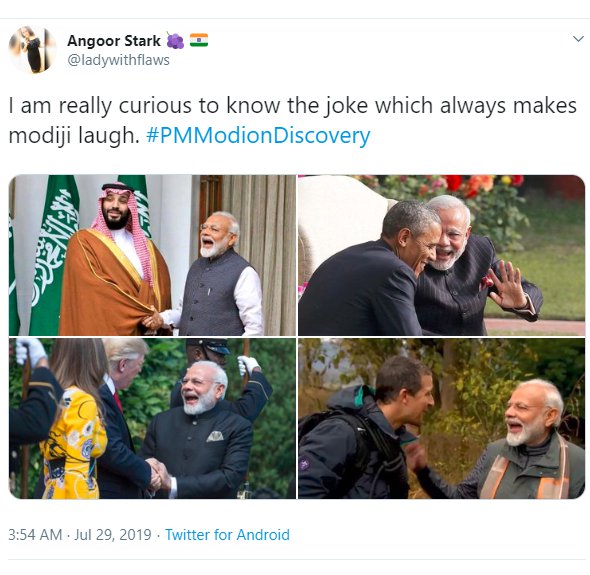 Angoor Stark 🍇 🇮🇳
@ladywithflaws
I am really curious to know the joke which always makes
modiji laugh. #PMModionDiscovery
3:54 AM · Jul 29, 2019 · Twitter for Android